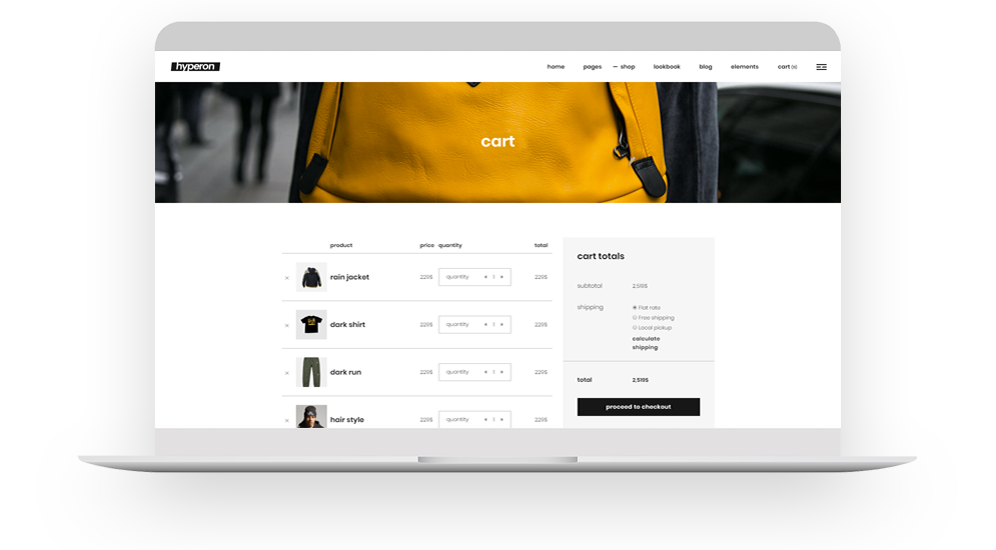 hyperon
home pages — shop lookbook blog elements cart
cart
product price quantity total
× rain jacket 229$ quantity ◂ 1 ▸ 229$
× dark shirt 229$ quantity ◂ 1 ▸ 229$
× dark run 229$ quantity ◂ 1 ▸ 229$
× hair style 229$ quantity ◂ 1 ▸ 229$
cart totals
subtotal 2,519$
shipping Flat rate
Free shipping
Local pickup
calculate
shipping
total 2,519$
proceed to checkout